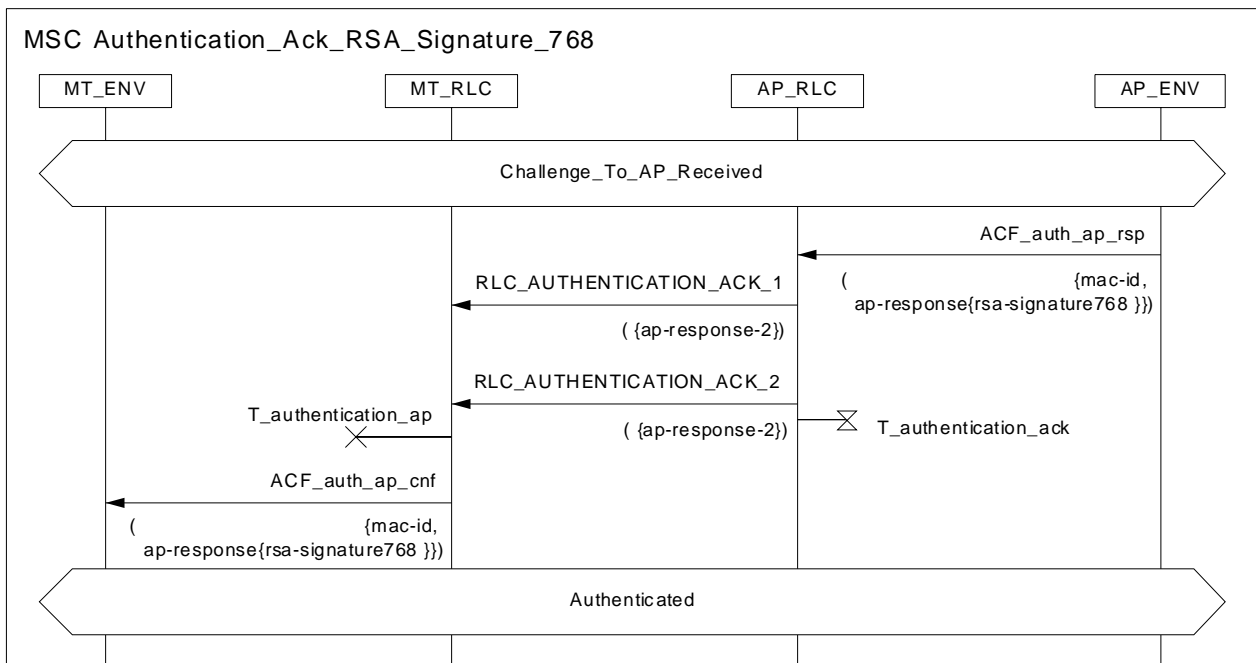 MSC Authentication_Ack_RSA_Signature_768
MT_ENV
MT_RLC
AP_RLC
AP_ENV
Challenge_To_AP_Received
ACF_auth_ap_rsp
( {mac-id,
ap-response{rsa-signature768 }})
RLC_AUTHENTICATION_ACK_1
( {ap-response-2})
RLC_AUTHENTICATION_ACK_2
( {ap-response-2})
T_authentication_ap
T_authentication_ack
ACF_auth_ap_cnf
( {mac-id,
ap-response{rsa-signature768 }})
Authenticated